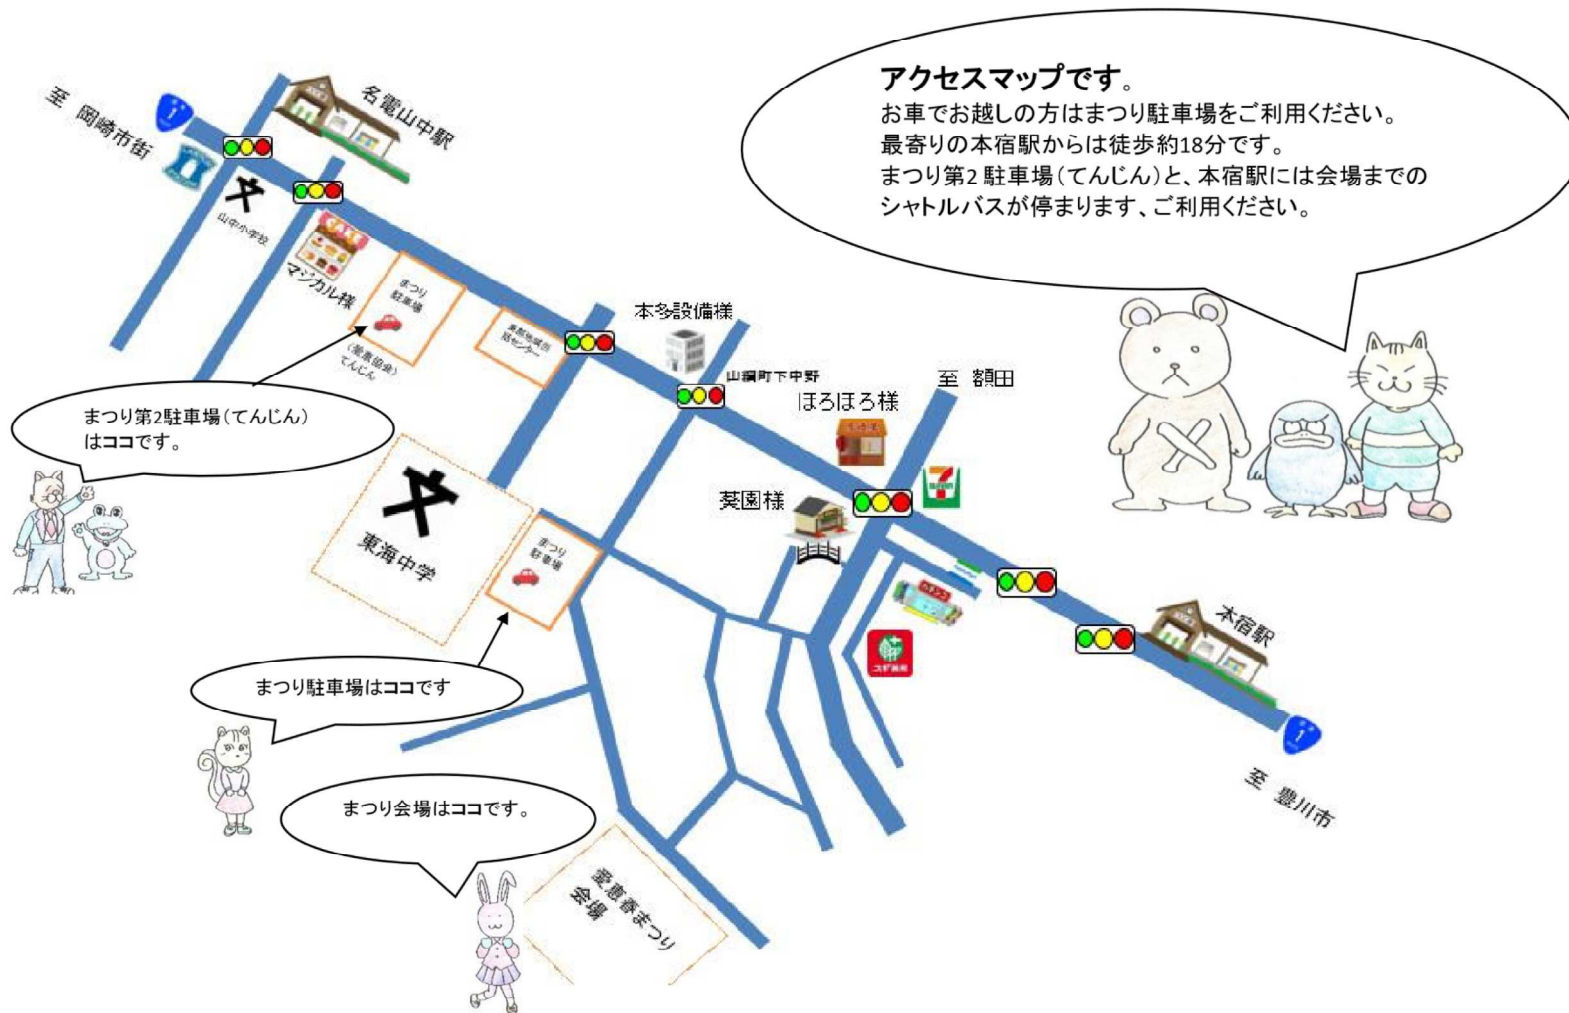 アクセスマップです。
お車でお越しの方はまつり駐車場をご利用ください。
最寄りの本宿駅からは徒歩約18分です。
まつり第2駐車場(てんじん)と、本宿駅には会場までの
シャトルバスが停まります、ご利用ください。
至 岡崎市街
1
名電山中駅
山中小学校
SALE
マジカル様
まつり
駐車場
(愛恵協会)
てんじん
本多設備様
山綱町下中野
ほろほろ様
至 額田
葵園様
まつり第2駐車場(てんじん)
はココです。
東海中学
まつり
駐車場
本宿駅
1
至 豊川市
まつり駐車場はココです
まつり会場はココです。
愛恵春まつり
会場